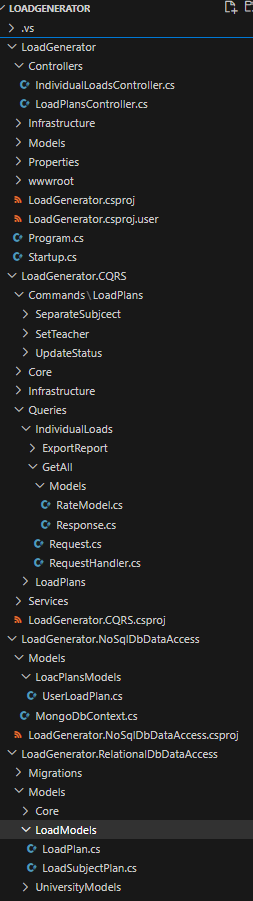 LOADGENERATOR
.vs
LoadGenerator
Controllers
IndividualLoadsController.cs
LoadPlansController.cs
Infrastructure
Models
Properties
wwwroot
LoadGenerator.csproj
LoadGenerator.csproj.user
Program.cs
Startup.cs
LoadGenerator.CQRS
Commands\LoadPlans
SeparateSubjcect
SetTeacher
UpdateStatus
Core
Infrastructure
Queries
IndividualLoads
ExportReport
GetAll
Models
RateModel.cs
Response.cs
Request.cs
RequestHandler.cs
LoadPlans
Services
LoadGenerator.CQRS.csproj
LoadGenerator.NoSqlDbDataAccess
Models
LoacPlansModels
UserLoadPlan.cs
MongoDbContext.cs
LoadGenerator.NoSqlDbDataAccess.csproj
LoadGenerator.RelationalDbDataAccess
Migrations
Models
Core
LoadModels
LoadPlan.cs
LoadSubjectPlan.cs
UniversityModels